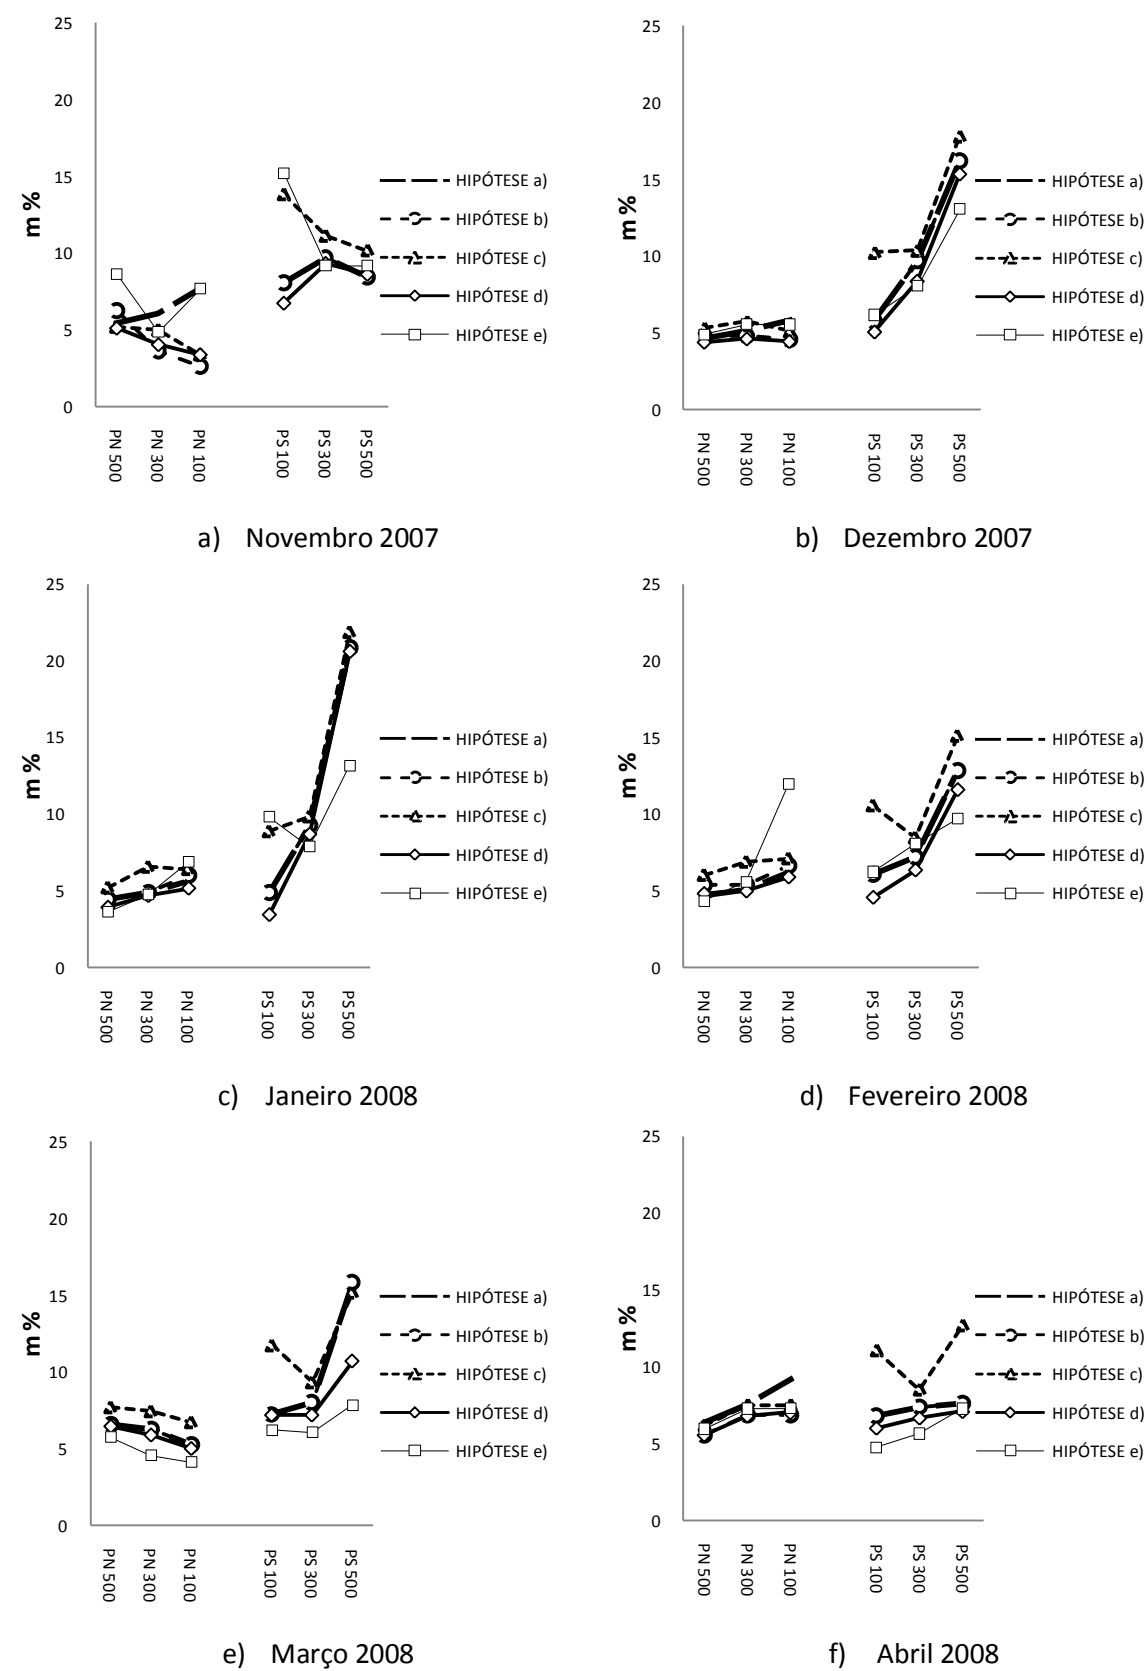 25
20
15
10
5
0
m %
HIPÓTESE a)
HIPÓTESE b)
HIPÓTESE c)
HIPÓTESE d)
HIPÓTESE e)
PN 500
PN 300
PN 100
PS 100
PS 300
PS 500
a) Novembro 2007
25
20
15
10
5
0
m %
HIPÓTESE a)
HIPÓTESE b)
HIPÓTESE c)
HIPÓTESE d)
HIPÓTESE e)
PN 500
PN 300
PN 100
PS 100
PS 300
PS 500
b) Dezembro 2007
25
20
15
10
5
0
m %
HIPÓTESE a)
HIPÓTESE b)
HIPÓTESE c)
HIPÓTESE d)
HIPÓTESE e)
PN 500
PN 300
PN 100
PS 100
PS 300
PS 500
c) Janeiro 2008
25
20
15
10
5
0
m %
HIPÓTESE a)
HIPÓTESE b)
HIPÓTESE c)
HIPÓTESE d)
HIPÓTESE e)
PN 500
PN 300
PN 100
PS 100
PS 300
PS 500
d) Fevereiro 2008
25
20
15
10
5
0
m %
HIPÓTESE a)
HIPÓTESE b)
HIPÓTESE c)
HIPÓTESE d)
HIPÓTESE e)
PN 500
PN 300
PN 100
PS 100
PS 300
PS 500
e) Março 2008
25
20
15
10
5
0
m %
HIPÓTESE a)
HIPÓTESE b)
HIPÓTESE c)
HIPÓTESE d)
HIPÓTESE e)
PN 500
PN 300
PN 100
PS 100
PS 300
PS 500
f) Abril 2008